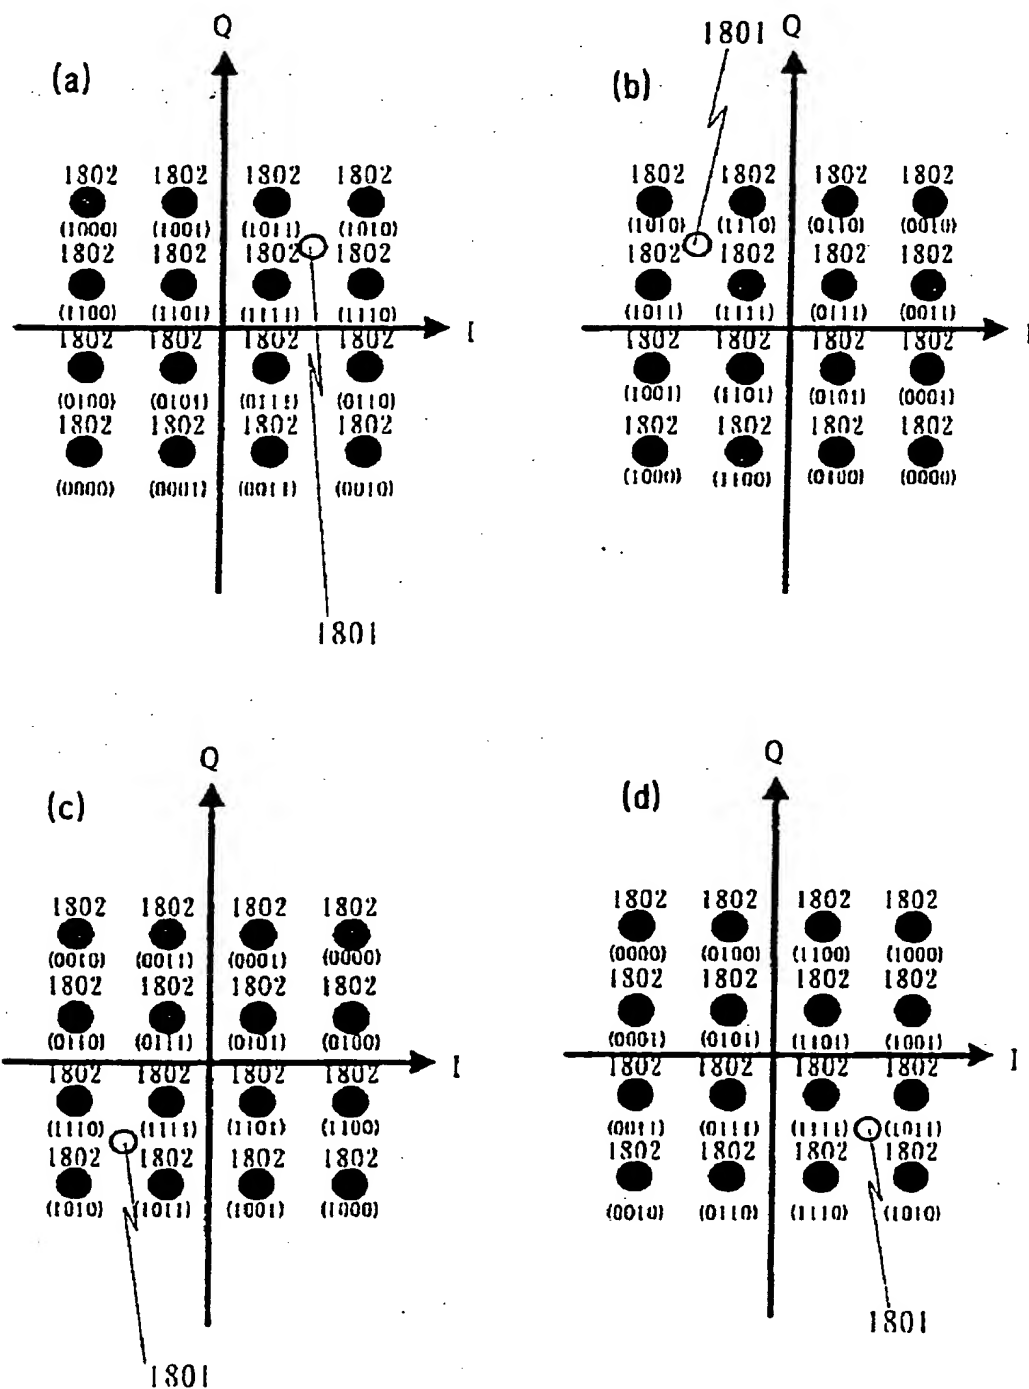 Q
(a)
1802 1802 1802 1802
(1000) (1001) (1011) (1010)
1802 1802 1802 1802
(1100) (1101) (1111) (1110)
I
1802 1802 1802 1802
(0100) (0101) (0111) (0110)
1802 1802 1802 1802
(0000) (0001) (0011) (0010)
1801
1801
Q
(b)
1802 1802 1802 1802
(1010) (1110) (0110) (0010)
1802 1802 1802 1802
(1011) (1111) (0111) (0011)
I
1802 1802 1802 1802
(1001) (1101) (0101) (0001)
1802 1802 1802 1802
(1000) (1100) (0100) (0000)
Q
(c)
1802 1802 1802 1802
(0010) (0011) (0001) (0000)
1802 1802 1802 1802
(0110) (0111) (0101) (0100)
I
1802 1802 1802 1802
(1110) (1111) (1101) (1100)
1802 1802 1802 1802
(1010) (1011) (1001) (1000)
1801
Q
(d)
1802 1802 1802 1802
(0000) (0100) (1100) (1000)
1802 1802 1802 1802
(0001) (0101) (1101) (1001)
I
1802 1802 1802 1802
(0011) (0111) (1111) (1011)
1802 1802 1802 1802
(0010) (0110) (1110) (1010)
1801